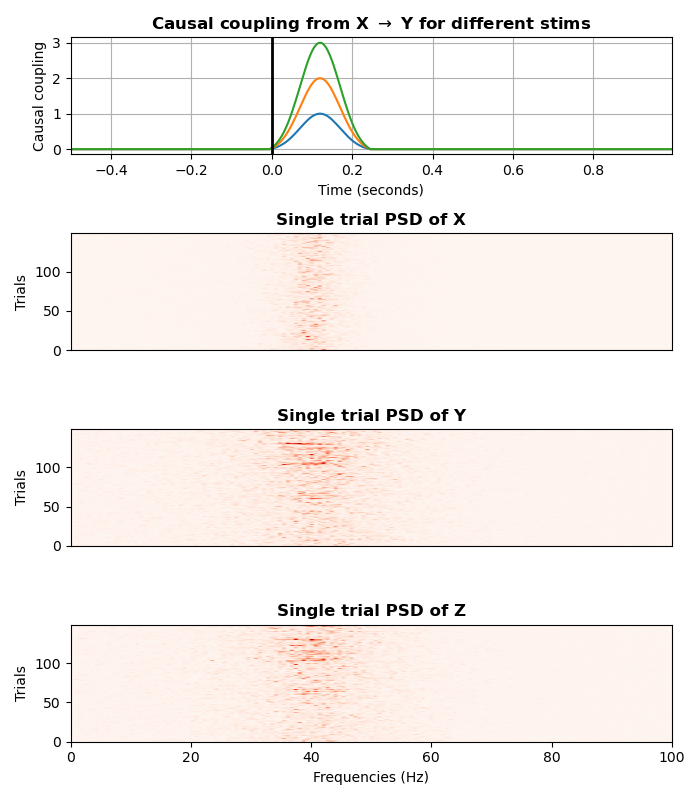 Causal coupling from X → Y for different stims
Causal coupling
3
2
1
0
−0.4 −0.2 0.0 0.2 0.4 0.6 0.8
Time (seconds)
Single trial PSD of X
Trials
100
50
0
Single trial PSD of Y
Trials
100
50
0
Single trial PSD of Z
Trials
100
50
0
0 20 40 60 80 100
Frequencies (Hz)